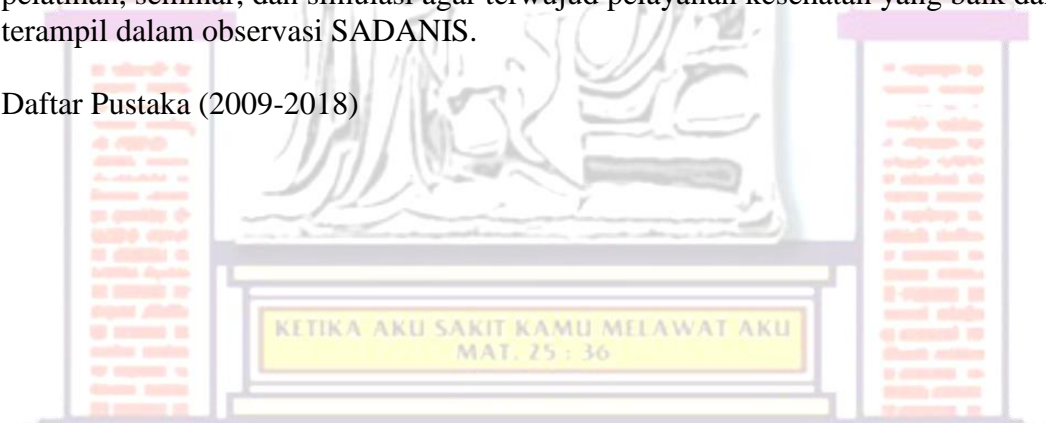 pelatihan, seminar, dan simulasi agar terwujud pelayanan kesehatan yang baik dan
terampil dalam observasi SADANIS.
Daftar Pustaka (2009-2018)
KETIKA AKU SAKIT KAMU MELAWAT AKU
MAT. 25 : 36